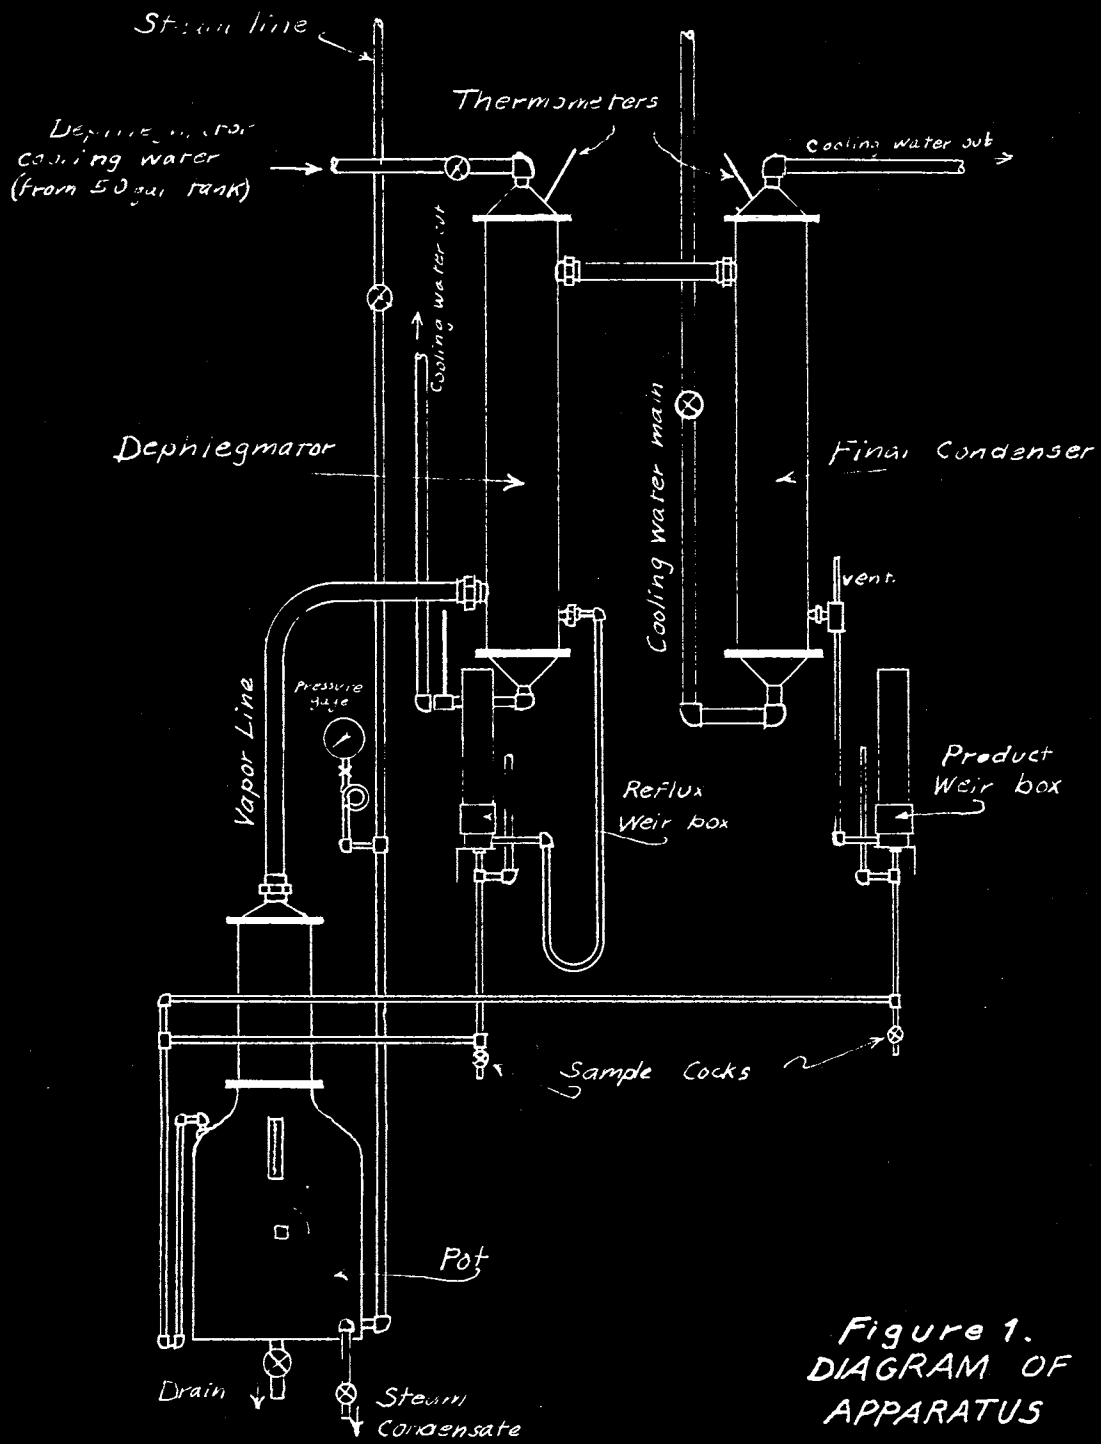 Steam line
Thermometers
Dephlegmator
cooling water
(from 50 gal tank)
cooling water out
Cooling water out
Dephlegmator
Final Condenser
Cooling water main
vent.
Vapor Line
Pressure
gage
Reflux
Weir box
Product
Weir box
Sample Cocks
Pot
Drain
Steam
Condensate
Figure 1.
DIAGRAM OF
APPARATUS